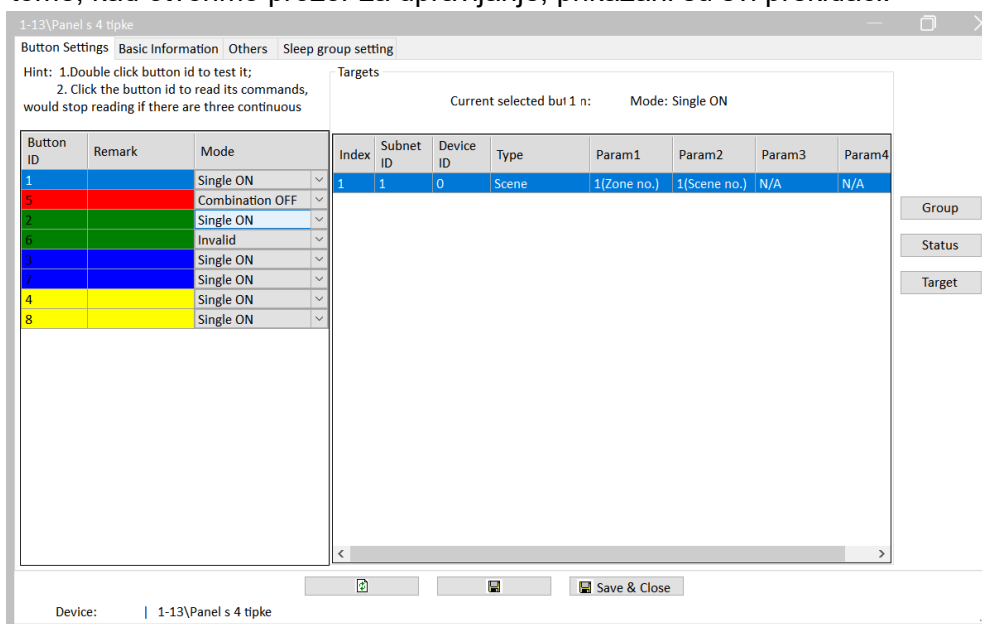 1-13\Panel s 4 tipke
Button Settings Basic Information Others Sleep group setting
Hint: 1.Double click button id to test it;
2. Click the button id to read its commands,
would stop reading if there are three continuous
Targets
Current selected but 1 n: Mode: Single ON
Button ID Remark Mode
1 Single ON
5 Combination OFF
2 Single ON
6 Invalid
3 Single ON
7 Single ON
4 Single ON
8 Single ON
Index Subnet ID Device ID Type Param1 Param2 Param3 Param4
1 1 0 Scene 1(Zone no.) 1(Scene no.) N/A N/A
Group
Status
Target
Save & Close
Device: | 1-13\Panel s 4 tipke